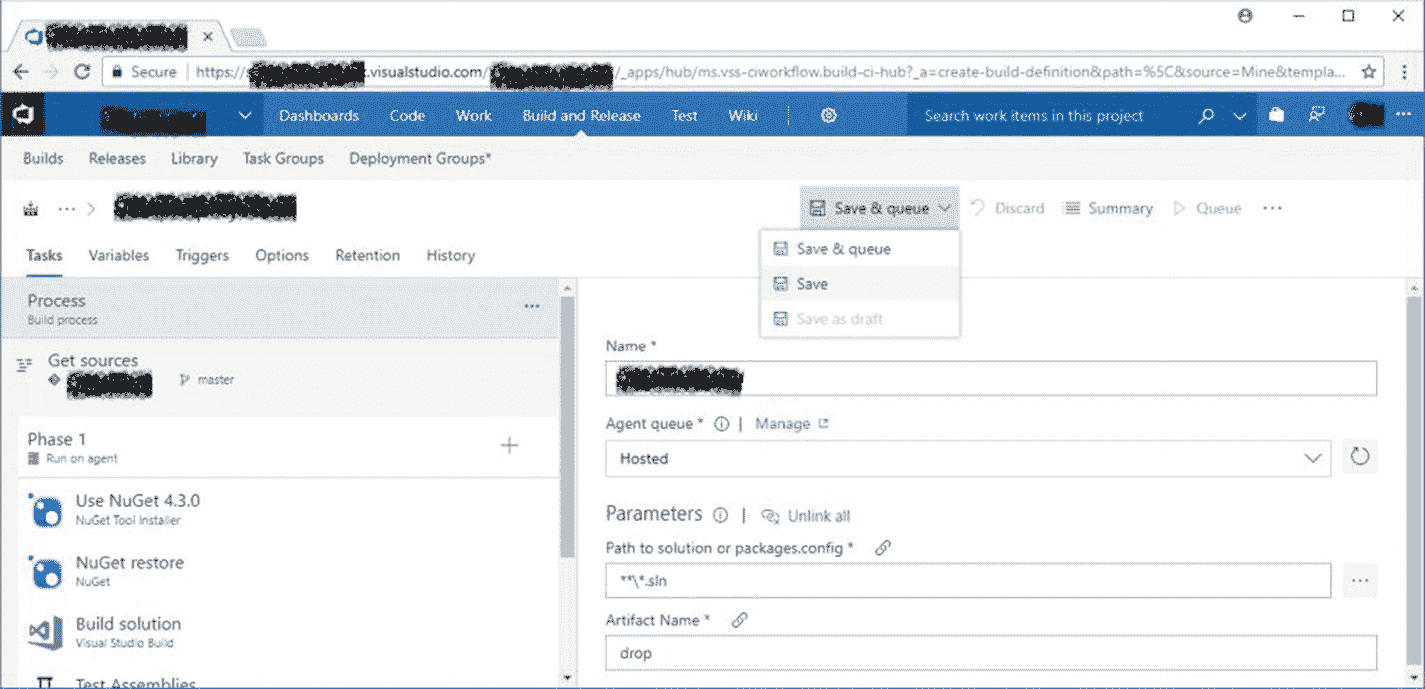 Secure https:// .visualstudio.com/ /_apps/hub/ms.vss-ciworkflow.build-ci-hub?_a=create-build-definition&path=%5C&source=Mine&templa...
Dashboards Code Work Build and Release Test Wiki Search work items in this project
Builds Releases Library Task Groups Deployment Groups*
Save & queue Discard Summary Queue
Tasks Variables Triggers Options Retention History
Save & queue
Save
Save as draft
Process
Build process
Get sources
master
Phase 1
Run on agent
Use NuGet 4.3.0
NuGet Tool Installer
NuGet restore
NuGet
Build solution
Visual Studio Build
Test Assemblies
Name *
Agent queue * | Manage
Hosted
Parameters | Unlink all
Path to solution or packages.config *
**\*.sln
Artifact Name *
drop